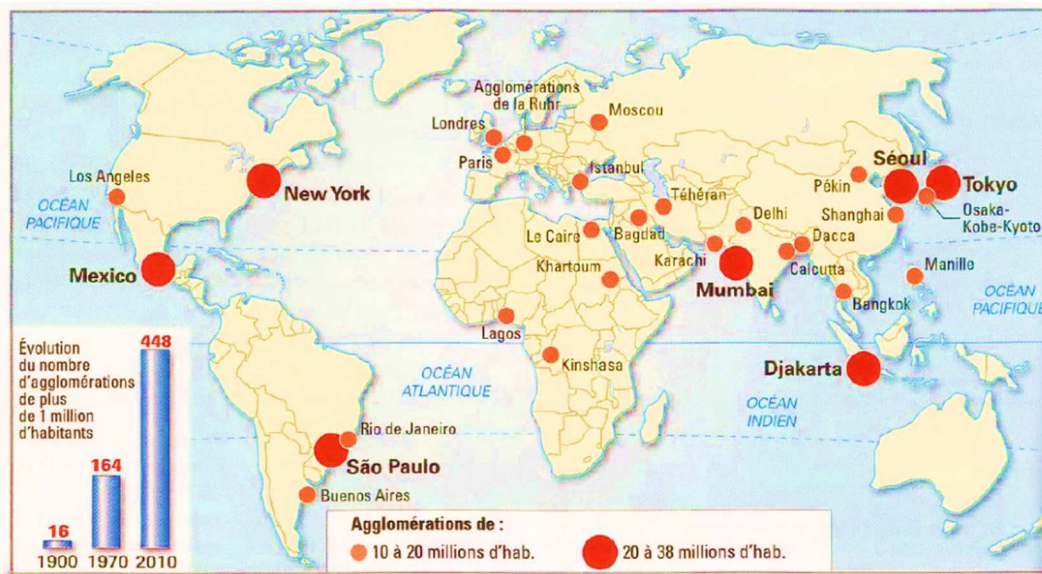 Agglomérations
de la Ruhr
Moscou
Londres
Paris
Istanbul
Los Angeles
New York
OCÉAN
PACIFIQUE
Téhéran
Pékin
Séoul
Tokyo
Shanghai
Osaka-
Kobe-Kyoto
Le Caire
Bagdad
Delhi
Dacca
Karachi
Calcutta
Khartoum
Mumbai
Manille
Mexico
OCÉAN
PACIFIQUE
Bangkok
Lagos
Kinshasa
Djakarta
OCÉAN
ATLANTIQUE
OCÉAN
INDIEN
Rio de Janeiro
São Paulo
Buenos Aires
Évolution
du nombre
d'agglomérations
de plus
de 1 million
d'habitants
448
164
16
1900 1970 2010
Agglomérations de :
10 à 20 millions d'hab.
20 à 38 millions d'hab.